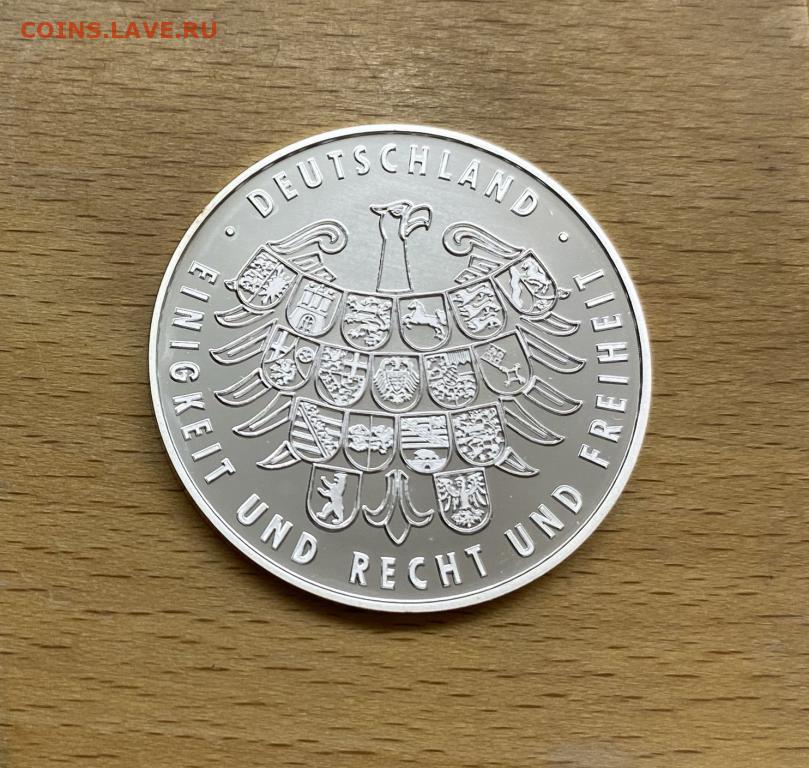 COINS.LAVE.RU
· DEUTSCHLAND ·
EINIGKEIT UND RECHT UND FREIHEIT